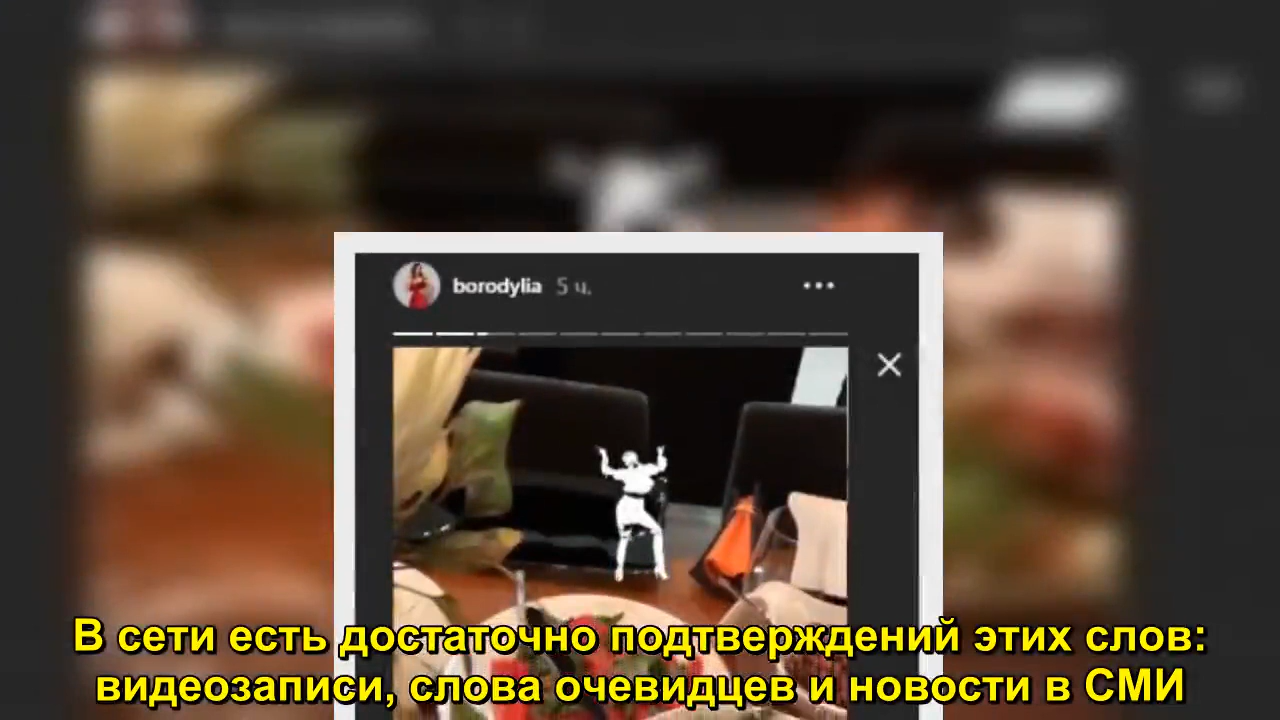 borodylia 5 ч.
В сети есть достаточно подтверждений этих слов:
видеозаписи, слова очевидцев и новости в СМИ